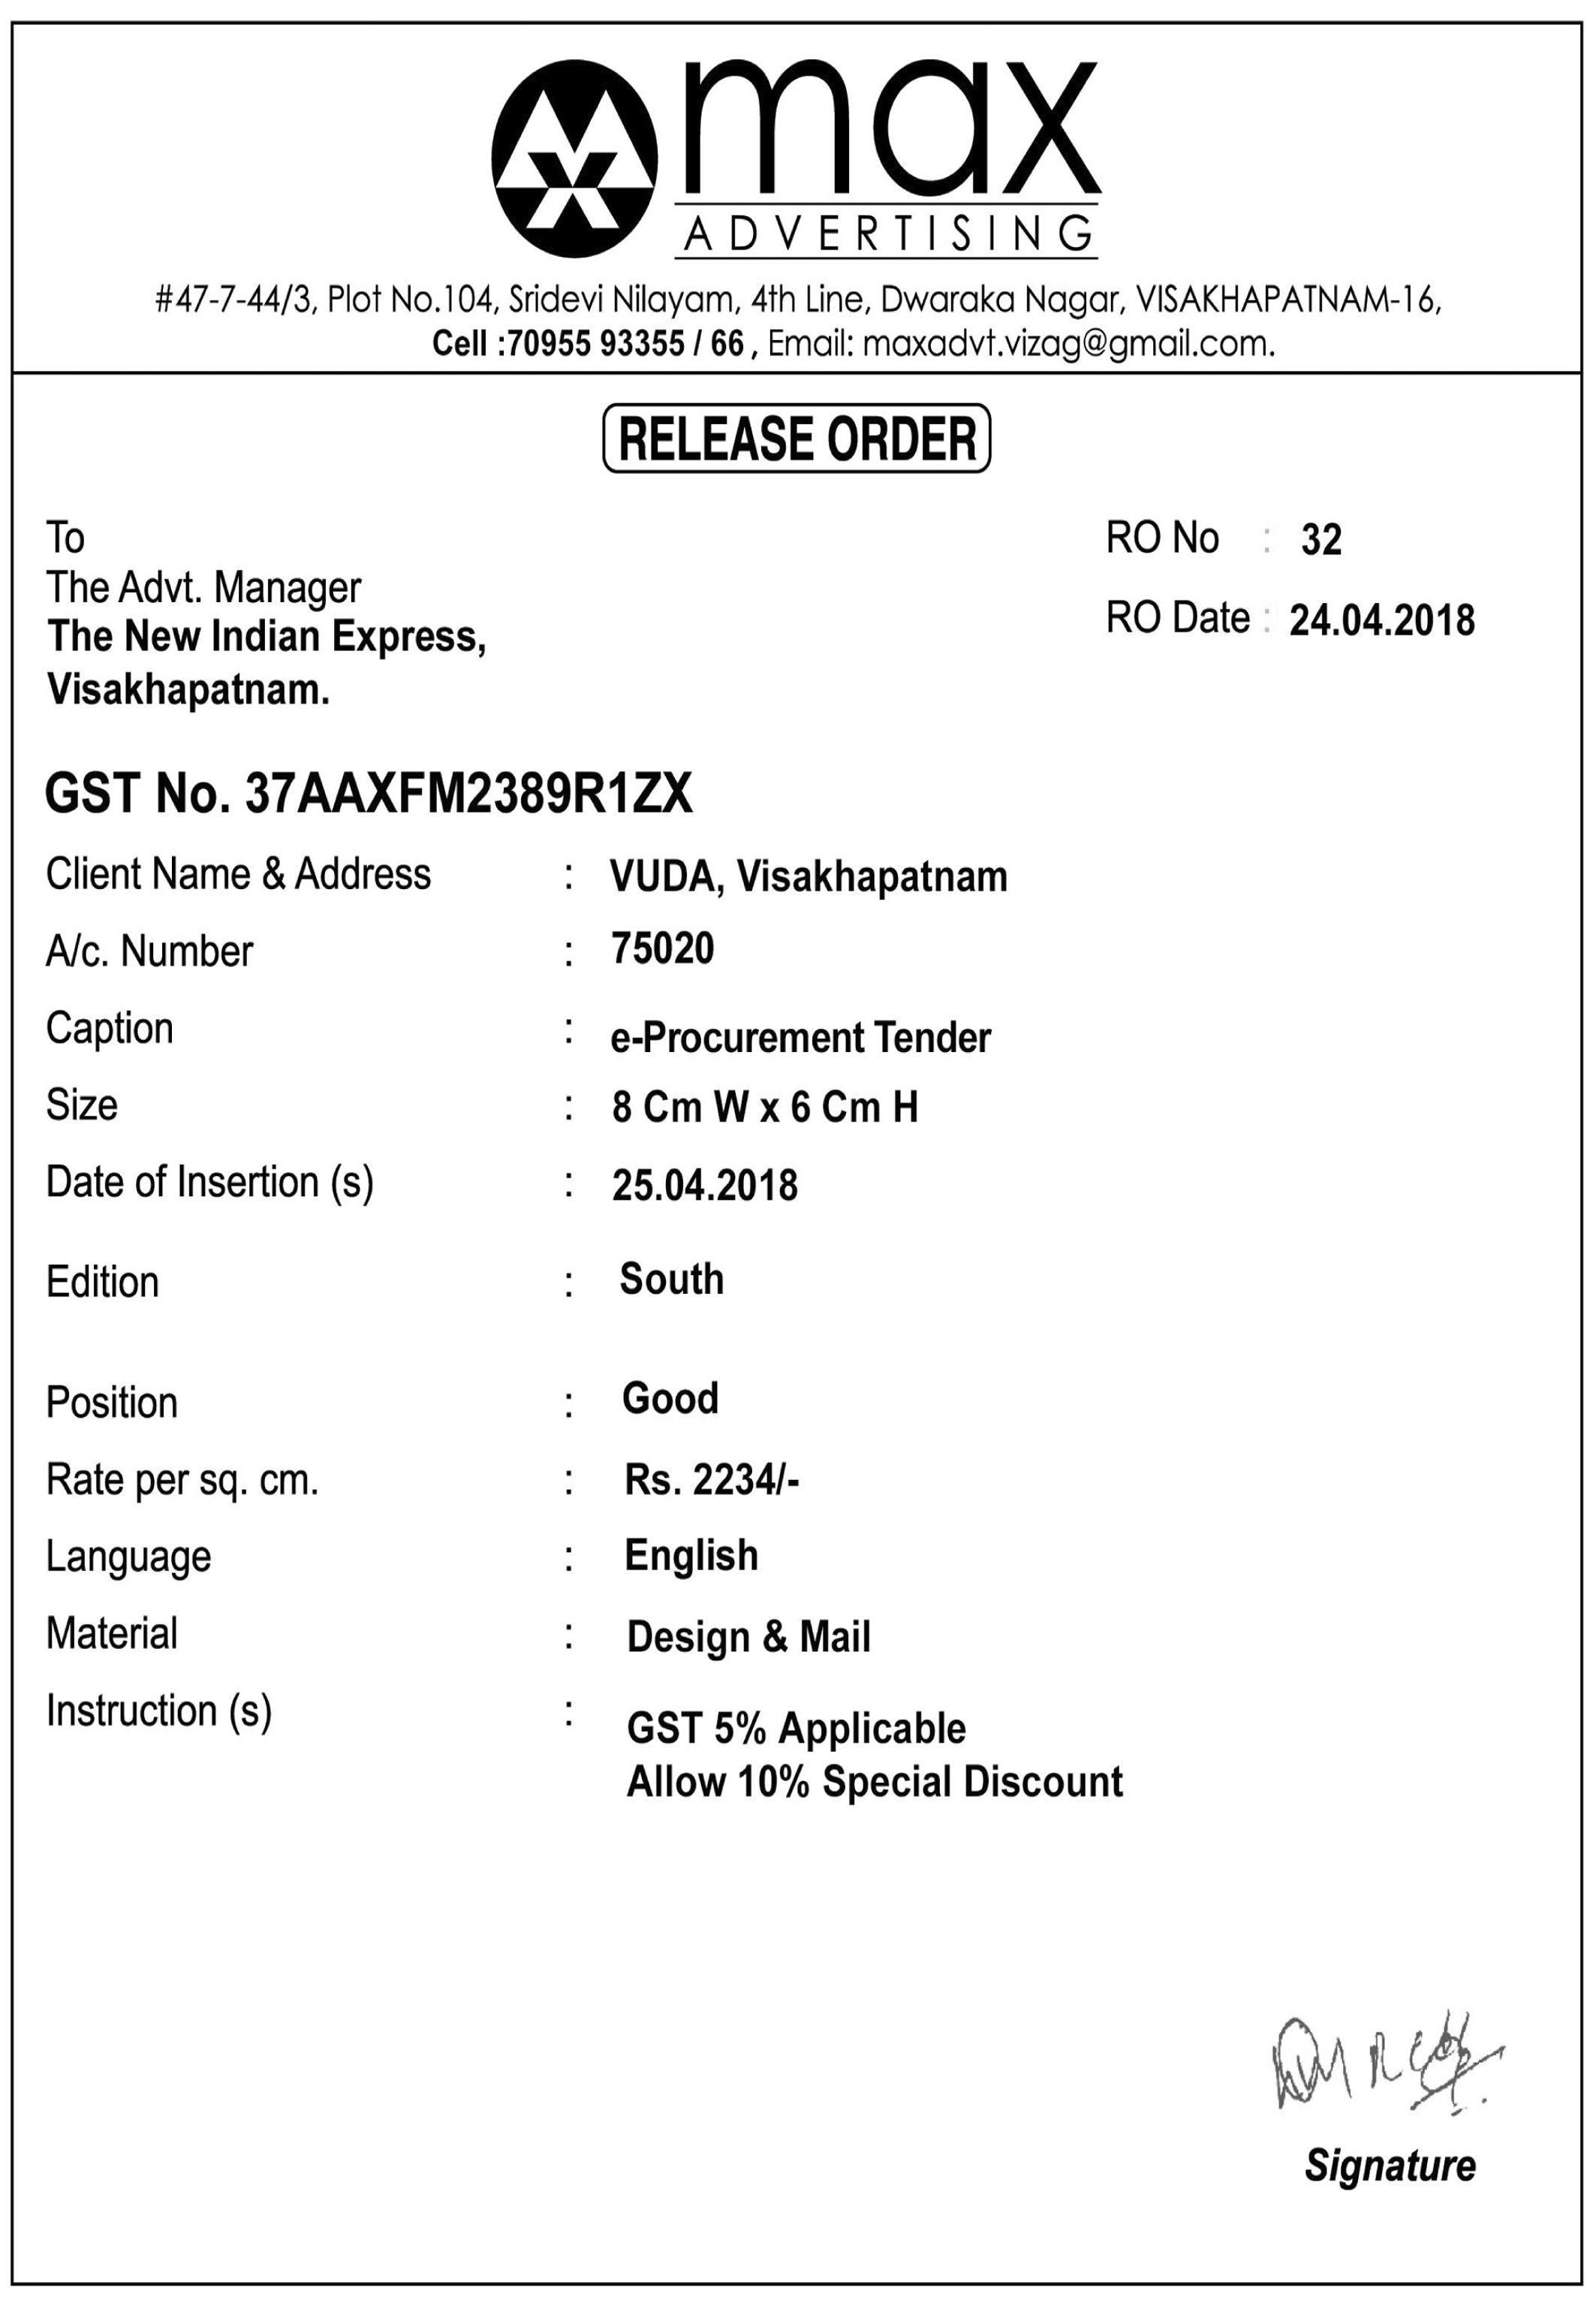 max
ADVERTISING
#47-7-44/3, Plot No.104, Sridevi Nilayam, 4th Line, Dwaraka Nagar, VISAKHAPATNAM-16,
Cell :70955 93355 / 66 , Email: maxadvt.vizag@gmail.com.
RELEASE ORDER
To
The Advt. Manager
The New Indian Express,
Visakhapatnam.
RO No : 32
RO Date : 24.04.2018
GST No. 37AAXFM2389R1ZX
Client Name & Address : VUDA, Visakhapatnam
A/c. Number : 75020
Caption : e-Procurement Tender
Size : 8 Cm W x 6 Cm H
Date of Insertion (s) : 25.04.2018
Edition : South
Position : Good
Rate per sq. cm. : Rs. 2234/-
Language : English
Material : Design & Mail
Instruction (s) : GST 5% Applicable
Allow 10% Special Discount
Signature